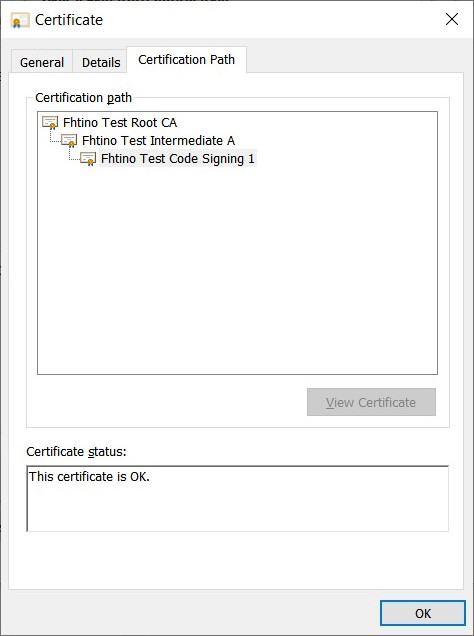 Certificate
General
Details
Certification Path
Certification path
Fhtino Test Root CA
Fhtino Test Intermediate A
Fhtino Test Code Signing 1
View Certificate
Certificate status:
This certificate is OK.
OK